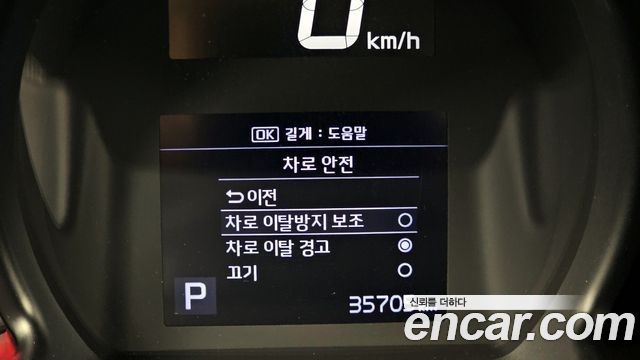 0 km/h
OK 길게 : 도움말
차로 안전
이전
차로 이탈방지 보조
차로 이탈 경고
끄기
P
신뢰를 더하다
encar.com